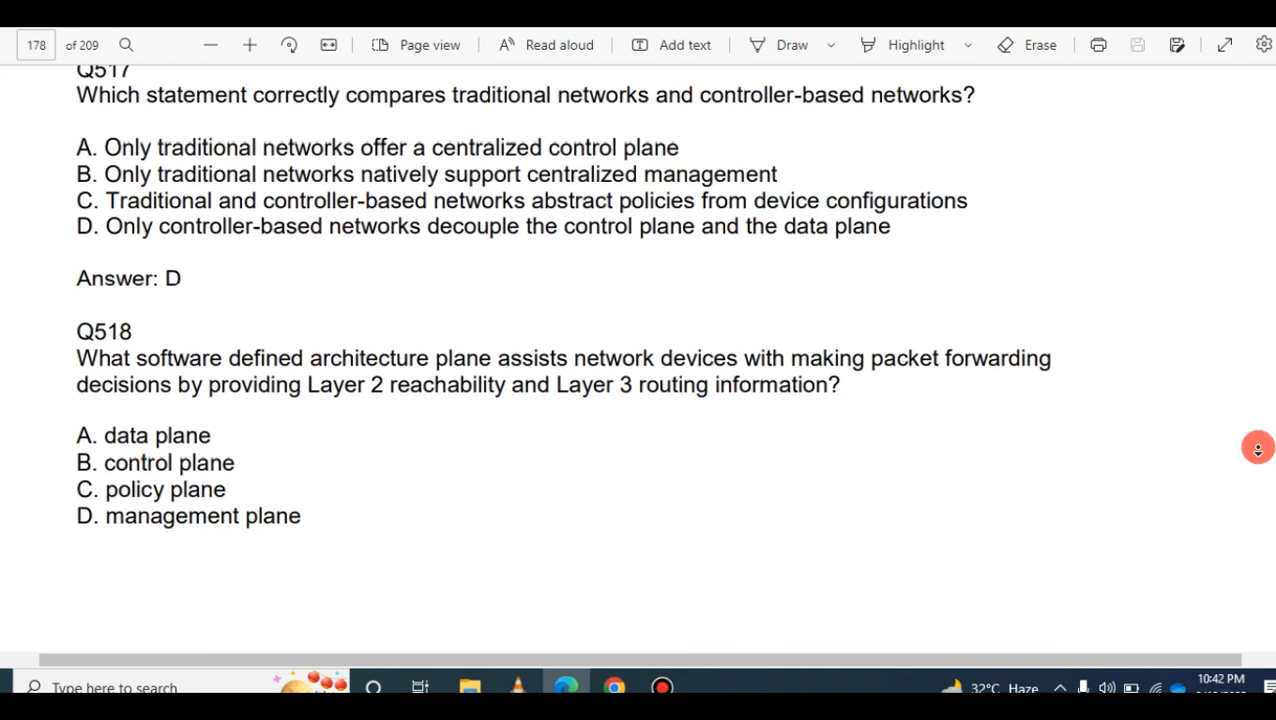 178 of 209 Page view Read aloud Add text Draw Highlight Erase
Q517
Which statement correctly compares traditional networks and controller-based networks?
A. Only traditional networks offer a centralized control plane
B. Only traditional networks natively support centralized management
C. Traditional and controller-based networks abstract policies from device configurations
D. Only controller-based networks decouple the control plane and the data plane
Answer: D
Q518
What software defined architecture plane assists network devices with making packet forwarding
decisions by providing Layer 2 reachability and Layer 3 routing information?
A. data plane
B. control plane
C. policy plane
D. management plane
Type here to search 32°C Haze 10:42 PM